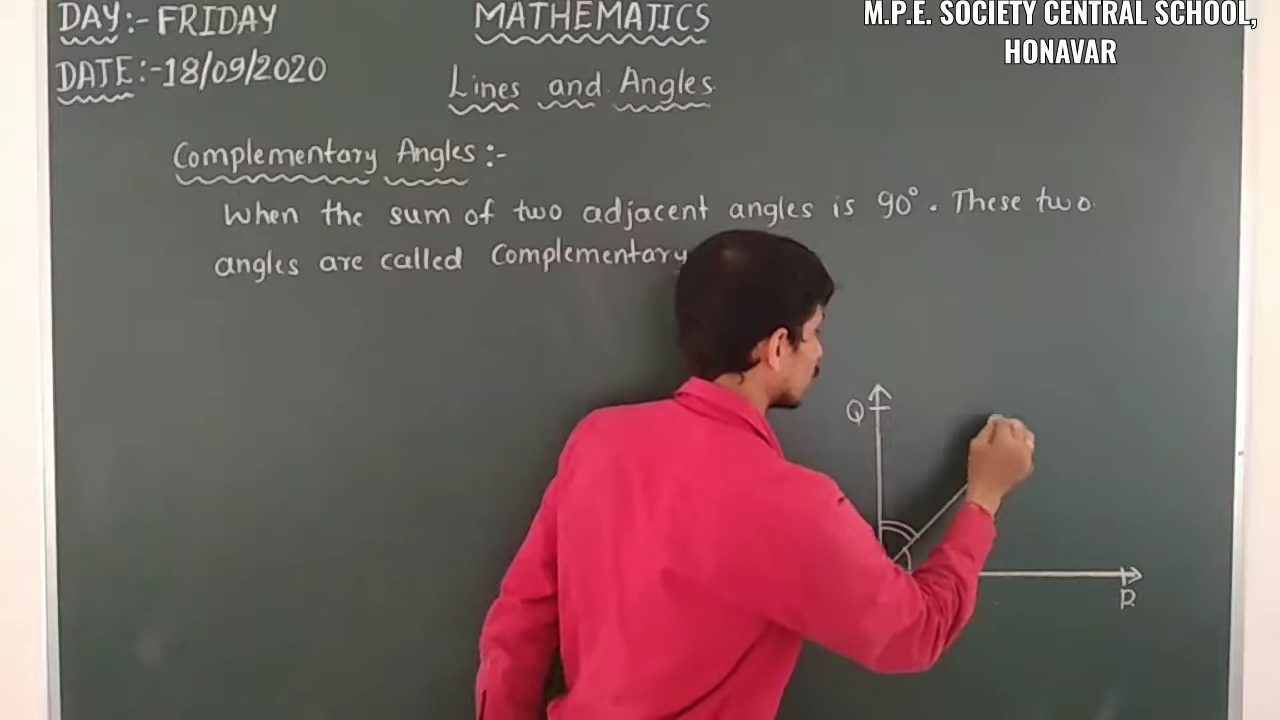 DAY:- FRIDAY
MATHEMATICS
M.P.E. SOCIETY CENTRAL SCHOOL,
HONAVAR
DATE:-18/09/2020
Lines and Angles
Complementary Angles:-
When the sum of two adjacent angles is 90°. These two
angles are called Complementary
Q